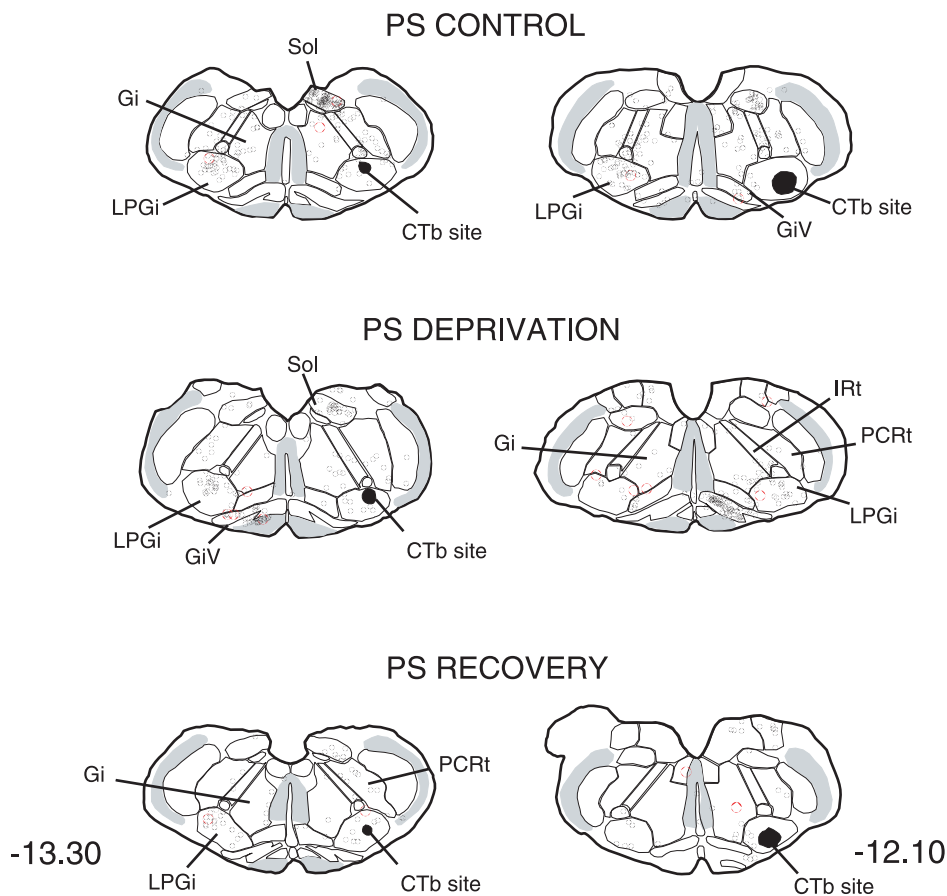 PS CONTROL
Sol
Gi
LPGi
CTb site
LPGi
CTb site
GiV
PS DEPRIVATION
Sol
IRt
Gi
PCRt
LPGi
LPGi
GiV
CTb site
PS RECOVERY
Gi
PCRt
-13.30
-12.10
LPGi
CTb site
CTb site